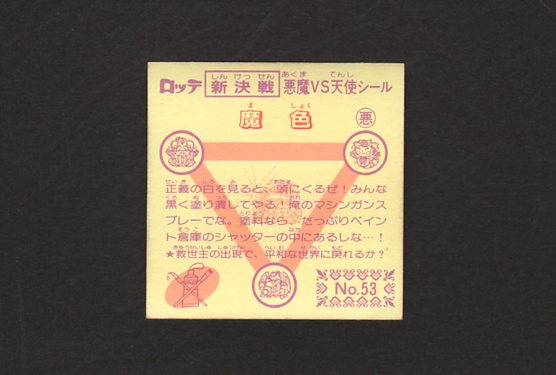 ロッテ 新決戦 悪魔VS天使シール
魔色 悪
正義の白を見ると、頭にくるぜ!みんな
黒く塗り潰してやる!俺のマシンガンス
プレーでな。塗料なら、たっぷりペイン
ト倉庫のシャッターの中にあるしな…!
★救世主の出現で、平和な世界に戻れるか?
No.53